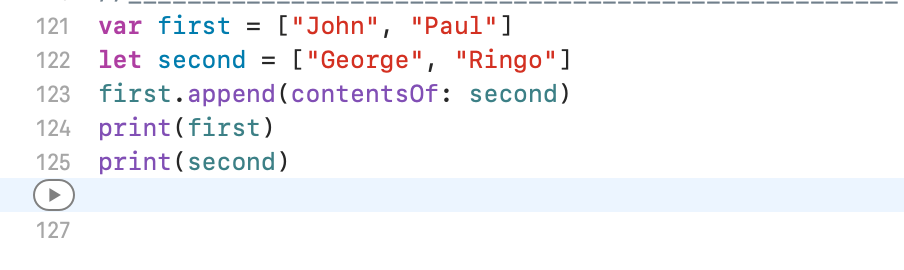 121 var first = ["John", "Paul"]
122 let second = ["George", "Ringo"]
123 first.append(contentsOf: second)
124 print(first)
125 print(second)
127